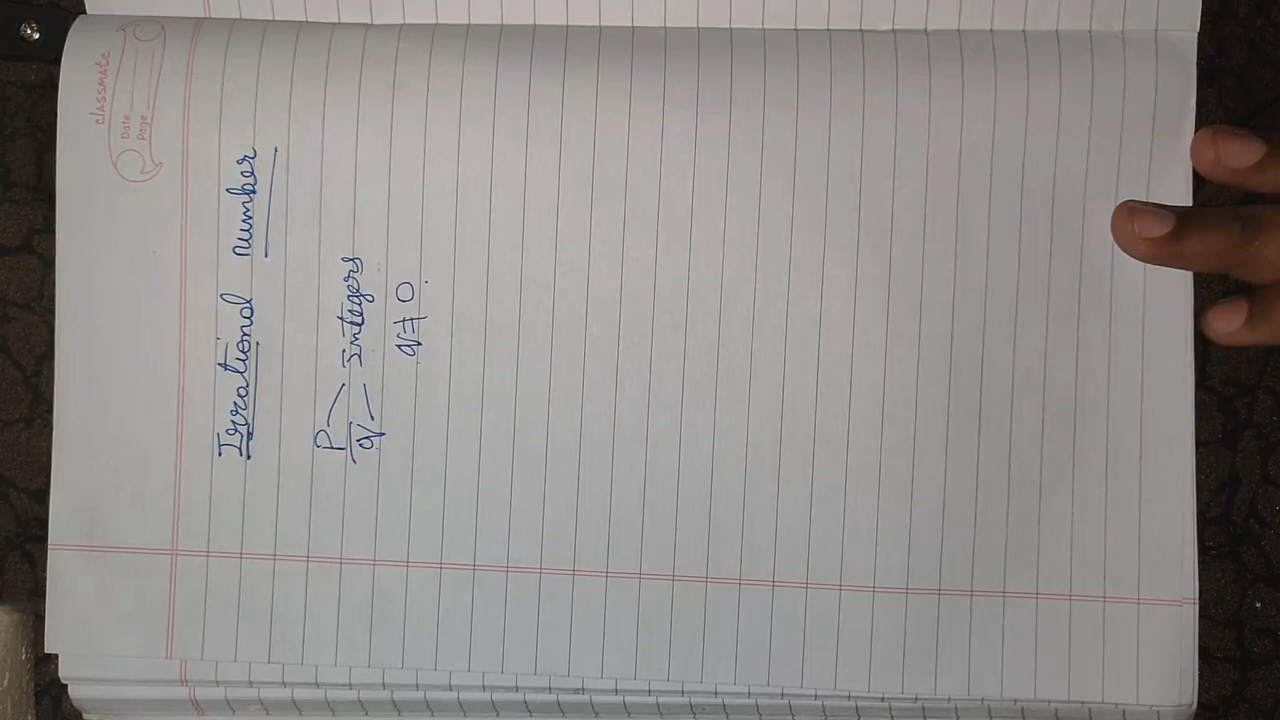 classmate
Date
Page
Irrational number
P/q Integers
q ≠ 0